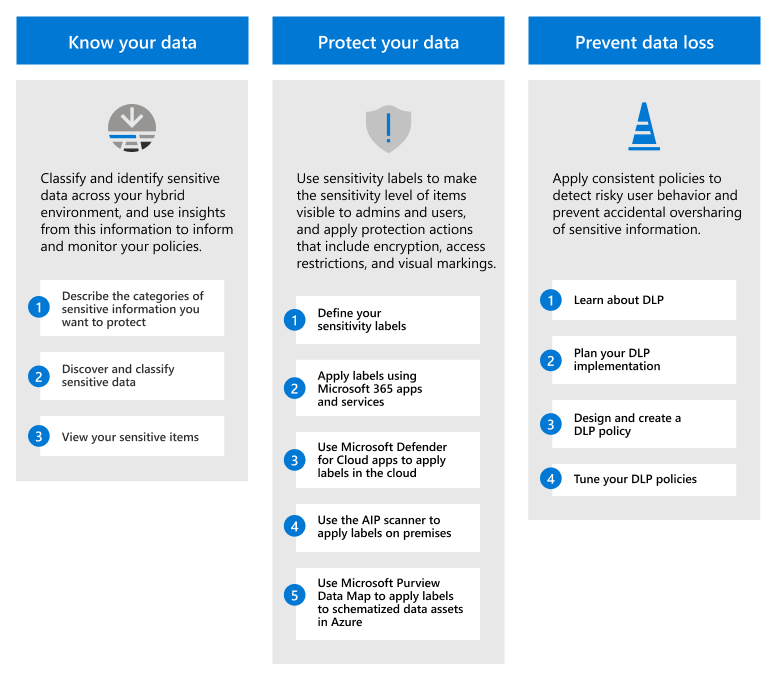 Know your data
Classify and identify sensitive
data across your hybrid
environment, and use insights
from this information to inform
and monitor your policies.
1
Describe the categories of
sensitive information you
want to protect
2
Discover and classify
sensitive data
3
View your sensitive items
Protect your data
Use sensitivity labels to make
the sensitivity level of items
visible to admins and users,
and apply protection actions
that include encryption, access
restrictions, and visual markings.
1
Define your
sensitivity labels
2
Apply labels using
Microsoft 365 apps
and services
3
Use Microsoft Defender
for Cloud apps to apply
labels in the cloud
4
Use the AIP scanner to
apply labels on premises
5
Use Microsoft Purview
Data Map to apply labels
to schematized data assets
in Azure
Prevent data loss
Apply consistent policies to
detect risky user behavior and
prevent accidental oversharing
of sensitive information.
1
Learn about DLP
2
Plan your DLP
implementation
3
Design and create a
DLP policy
4
Tune your DLP policies